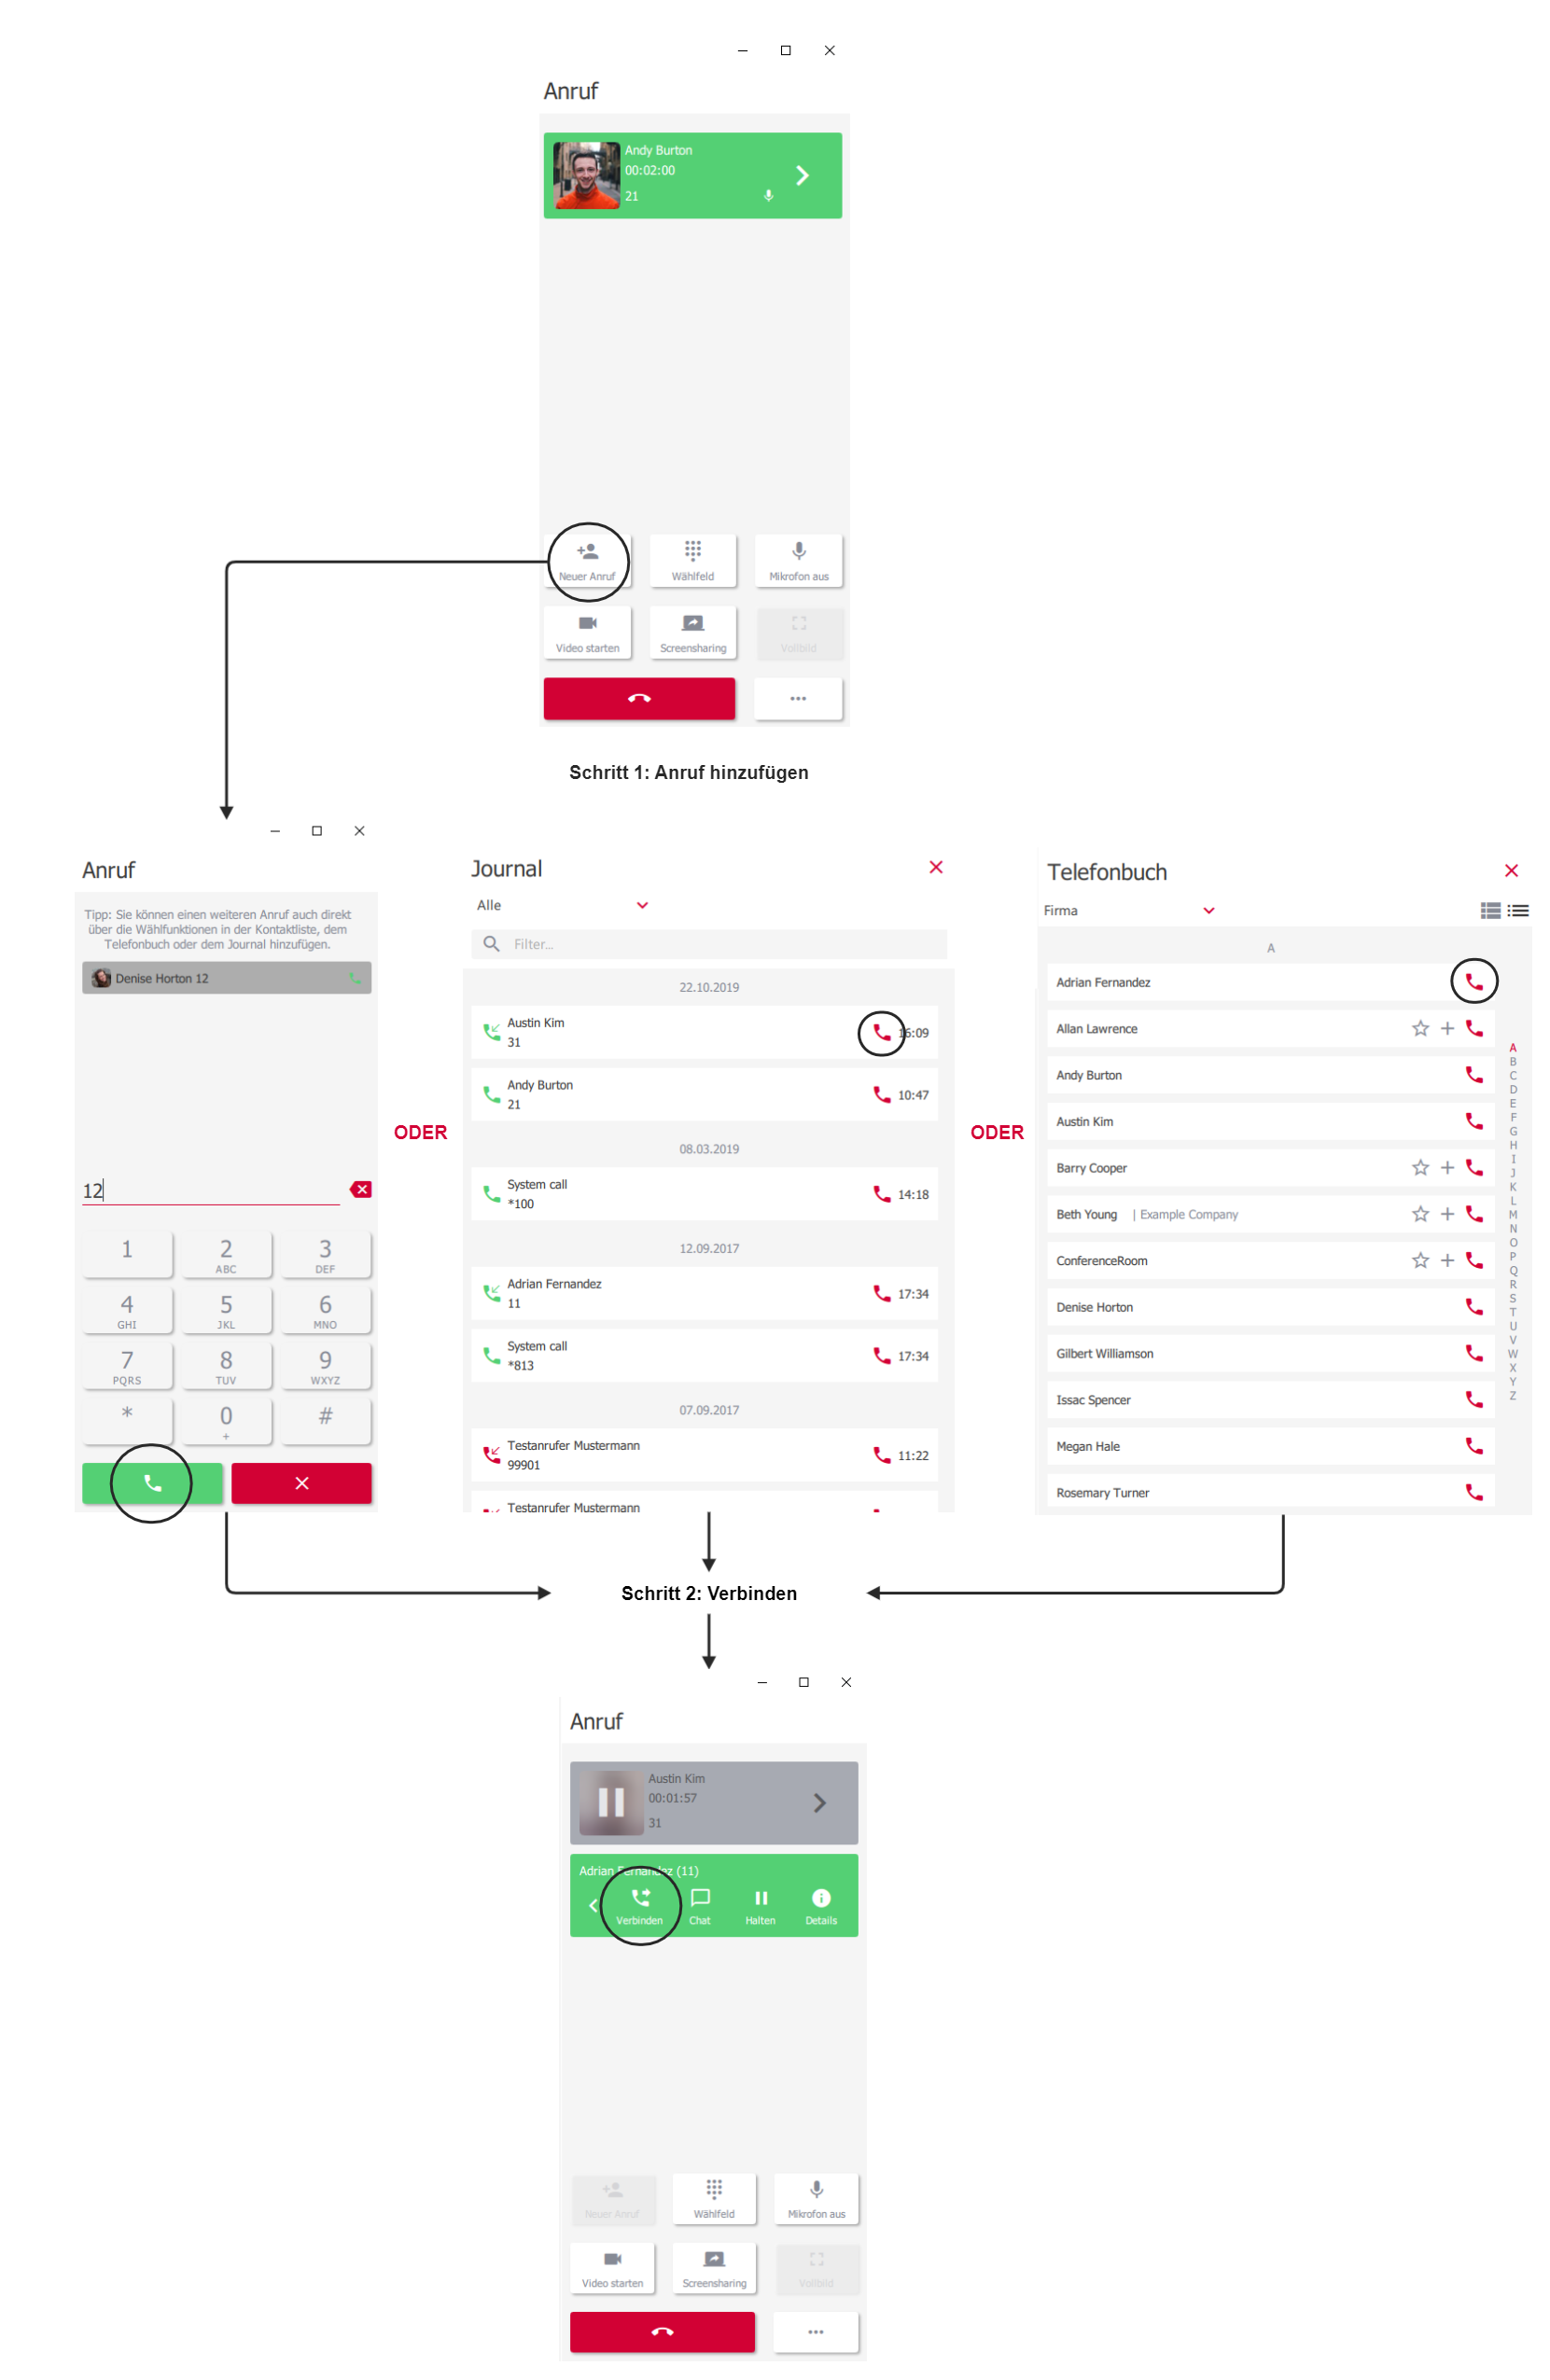 Anruf
Andy Burton
00:02:00
21
Neuer Anruf
Wählfeld
Mikrofon aus
Video starten
Screensharing
Vollbild
Schritt 1: Anruf hinzufügen
Anruf
Tipp: Sie können einen weiteren Anruf auch direkt
über die Wählfunktionen in der Kontaktliste, dem
Telefonbuch oder dem Journal hinzufügen.
Denise Horton 12
12
1
2
ABC
3
DEF
4
GHI
5
JKL
6
MNO
7
PQRS
8
TUV
9
WXYZ
*
0
+
#
ODER
Journal
Alle
Filter...
22.10.2019
Austin Kim
31
16:09
Andy Burton
21
10:47
08.03.2019
System call
*100
14:18
12.09.2017
Adrian Fernandez
11
17:34
System call
*813
17:34
07.09.2017
Testanrufer Mustermann
99901
11:22
Testanrufer Mustermann
ODER
Telefonbuch
Firma
A
Adrian Fernandez
Allan Lawrence
Andy Burton
Austin Kim
Barry Cooper
Beth Young | Example Company
ConferenceRoom
Denise Horton
Gilbert Williamson
Issac Spencer
Megan Hale
Rosemary Turner
A
B
C
D
E
F
G
H
I
J
K
L
M
N
O
P
Q
R
S
T
U
V
W
X
Y
Z
Schritt 2: Verbinden
Anruf
Austin Kim
00:01:57
31
Adrian Fernandez (11)
Verbinden
Chat
Halten
Details
Neuer Anruf
Wählfeld
Mikrofon aus
Video starten
Screensharing
Vollbild